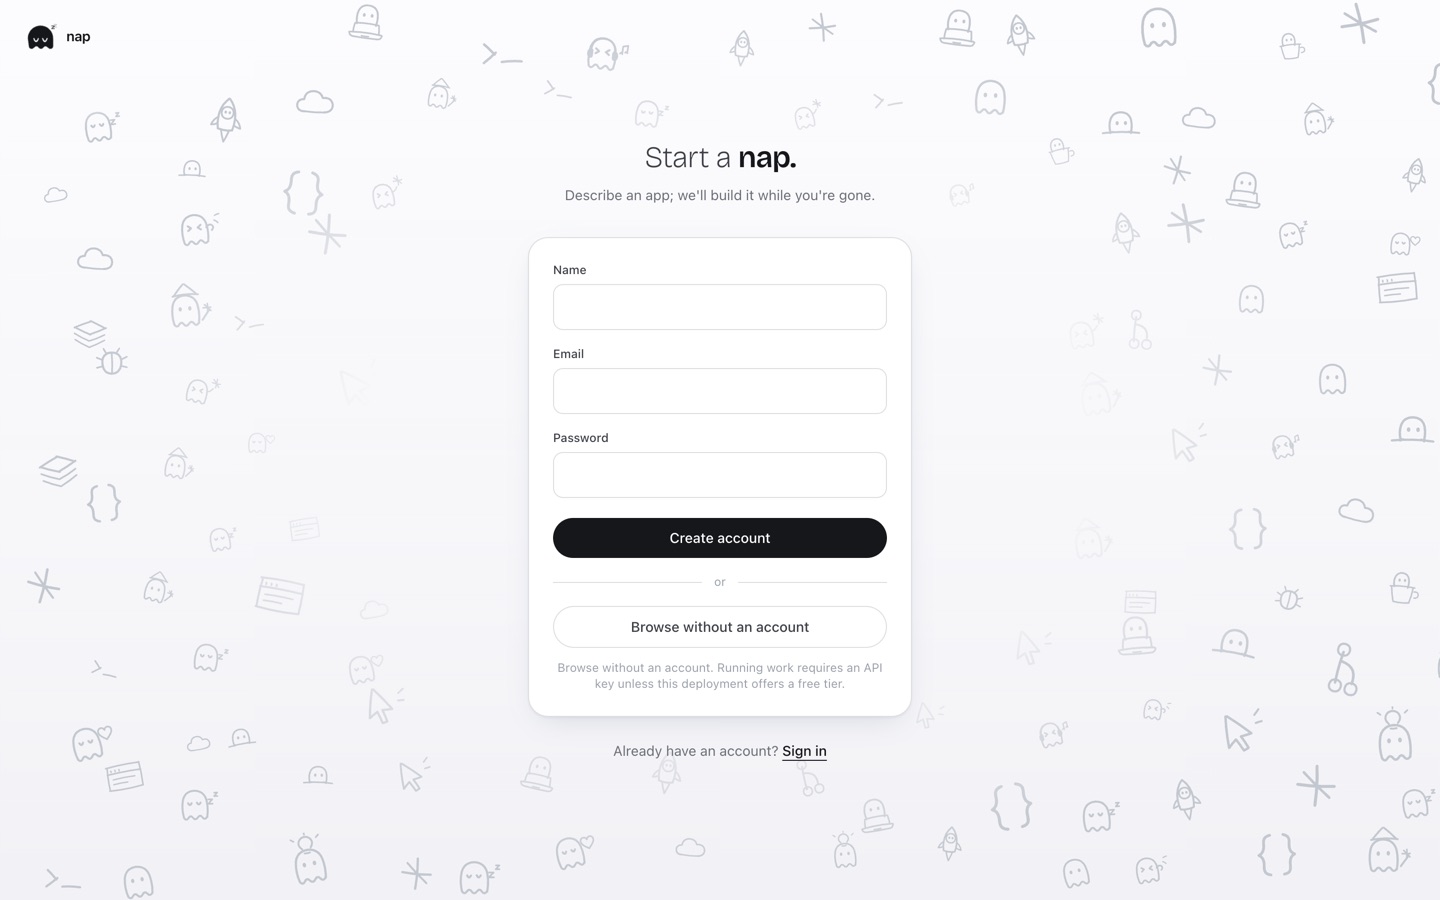 nap
Start a nap.
Describe an app; we'll build it while you're gone.
Name
Email
Password
Create account
or
Browse without an account
Browse without an account. Running work requires an API
key unless this deployment offers a free tier.
Already have an account? Sign in